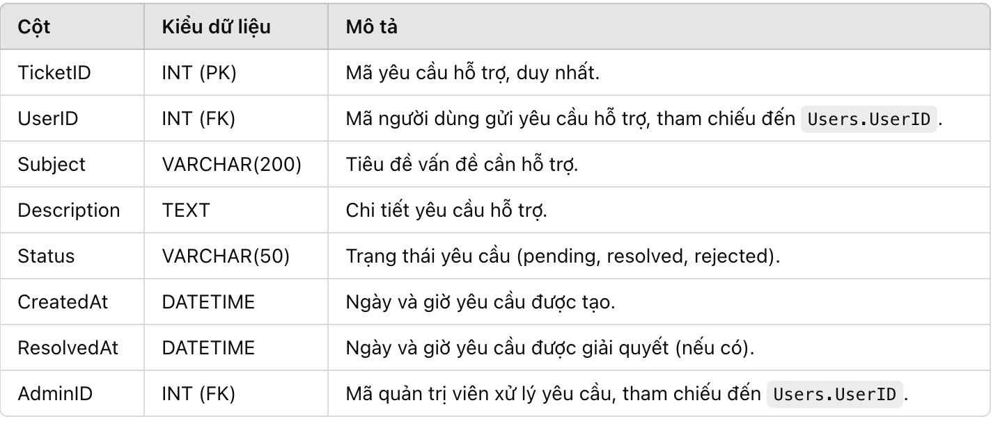 Cột Kiểu dữ liệu Mô tả
TicketID INT (PK) Mã yêu cầu hỗ trợ, duy nhất.
UserID INT (FK) Mã người dùng gửi yêu cầu hỗ trợ, tham chiếu đến Users.UserID .
Subject VARCHAR(200) Tiêu đề vấn đề cần hỗ trợ.
Description TEXT Chi tiết yêu cầu hỗ trợ.
Status VARCHAR(50) Trạng thái yêu cầu (pending, resolved, rejected).
CreatedAt DATETIME Ngày và giờ yêu cầu được tạo.
ResolvedAt DATETIME Ngày và giờ yêu cầu được giải quyết (nếu có).
AdminID INT (FK) Mã quản trị viên xử lý yêu cầu, tham chiếu đến Users.UserID .